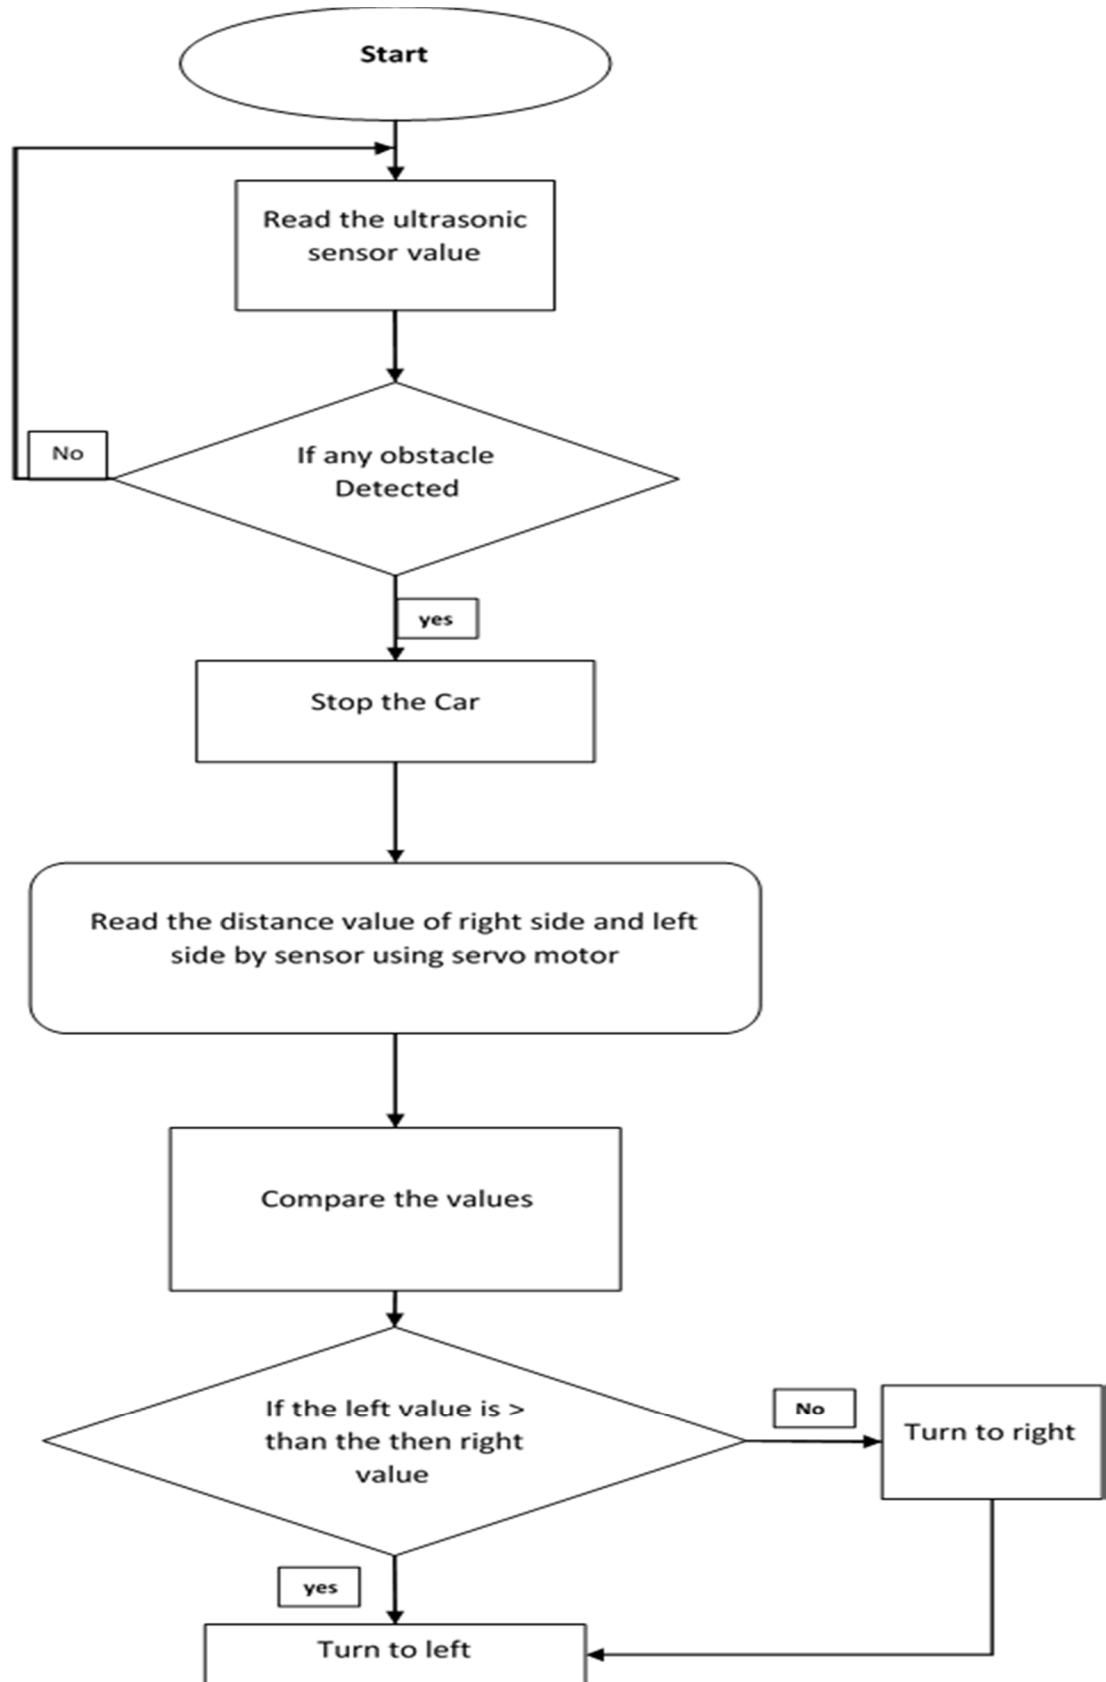 Start
Read the ultrasonic
sensor value
No
If any obstacle
Detected
yes
Stop the Car
Read the distance value of right side and left
side by sensor using servo motor
Compare the values
If the left value is >
than the then right
value
No
Turn to right
yes
Turn to left